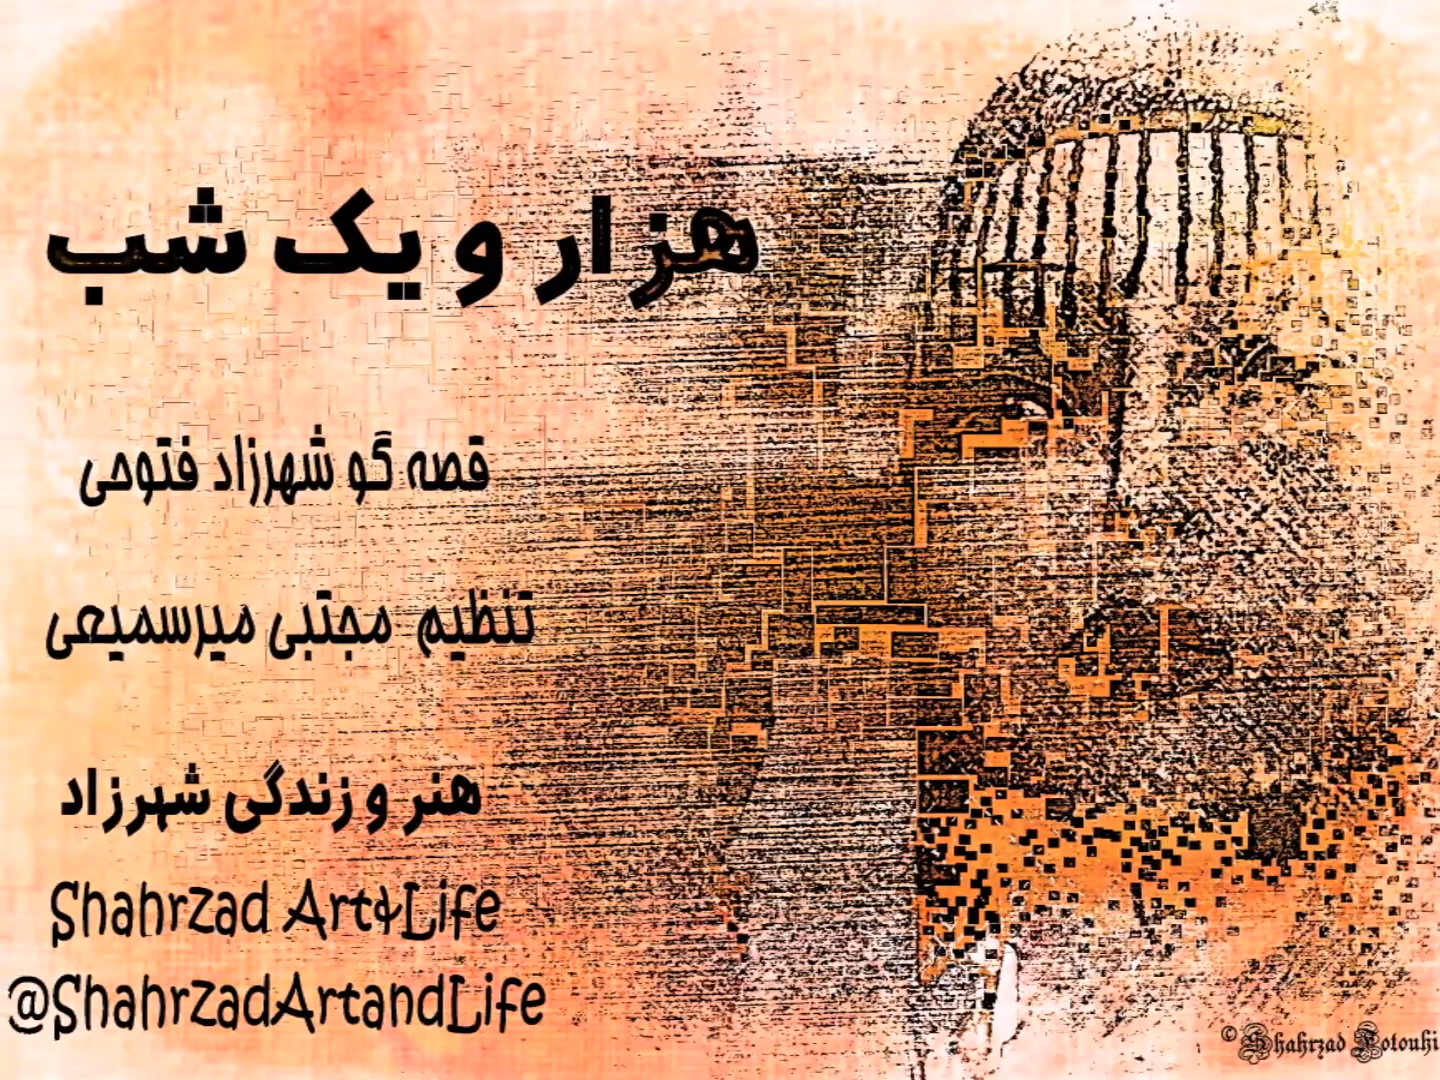 هزار و یک شب
قصه گو شهرزاد فتوحی
تنظیم مجتبی میرسمیعی
هنر و زندگی شهرزاد
Shahrzad Art&Life
@ShahrzadArtandLife
© Shahrzad Fotouhi